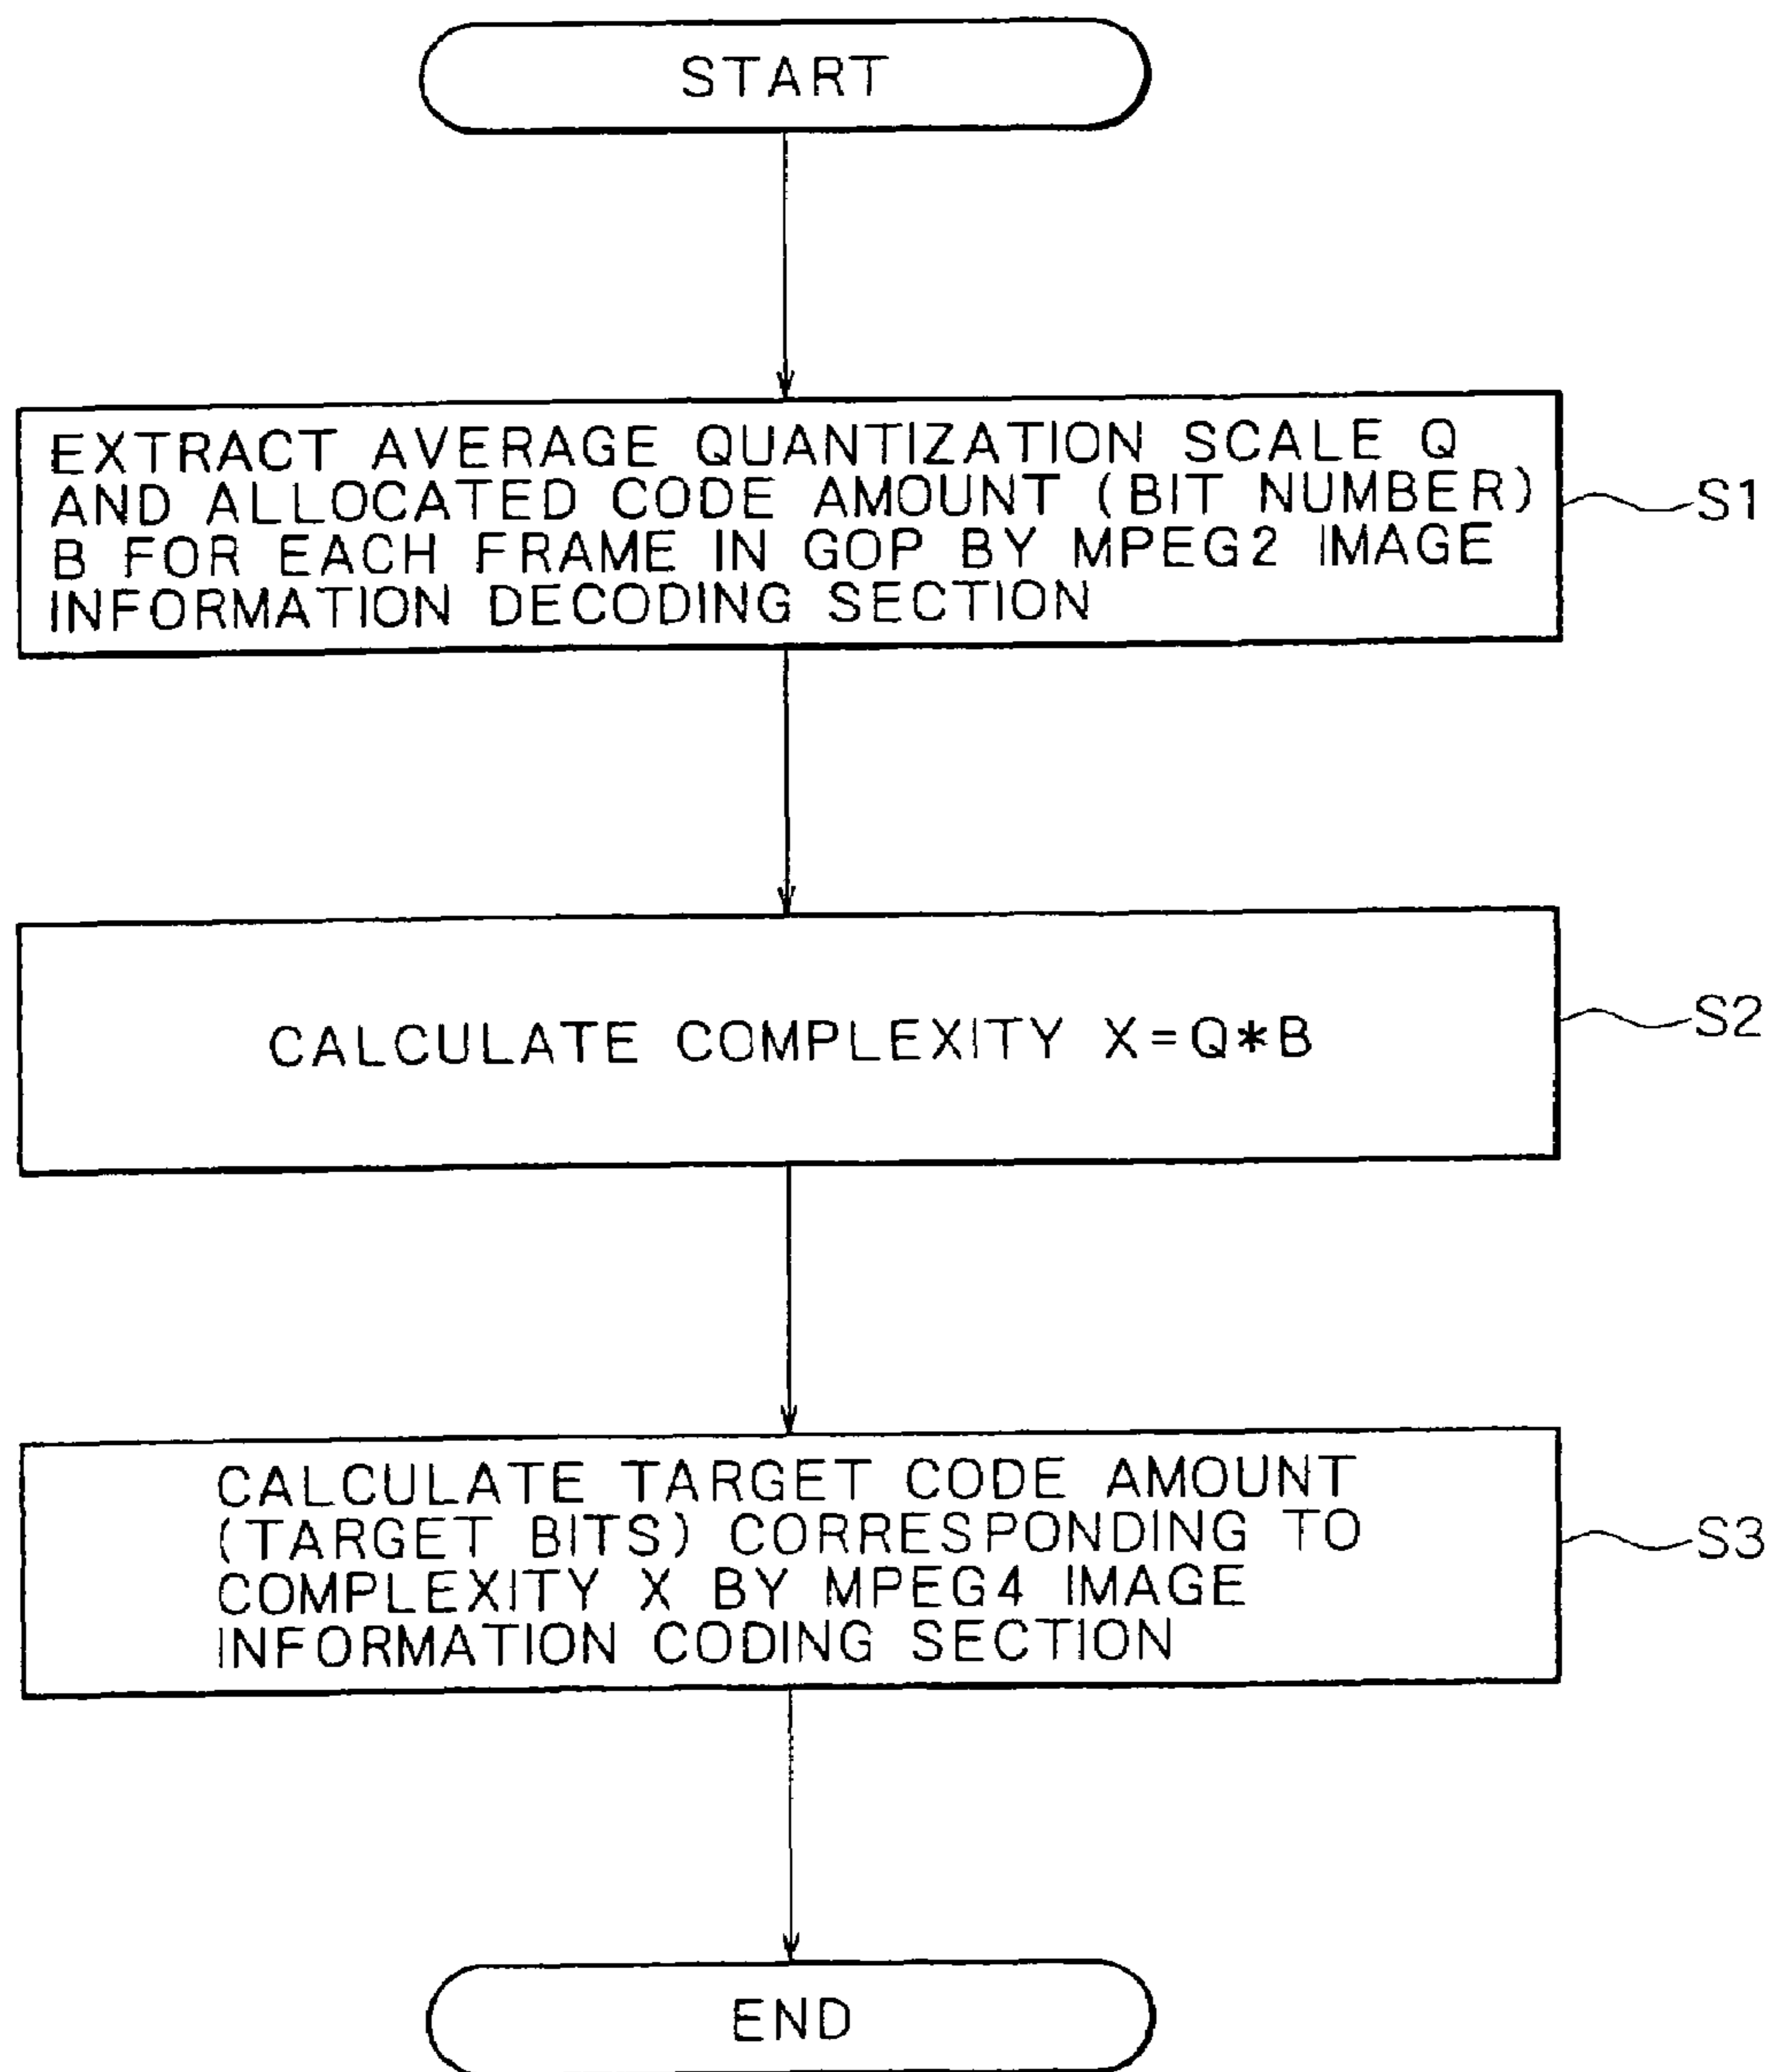 START
EXTRACT AVERAGE QUANTIZATION SCALE Q
AND ALLOCATED CODE AMOUNT (BIT NUMBER)
B FOR EACH FRAME IN GOP BY MPEG2 IMAGE
INFORMATION DECODING SECTION
S1
CALCULATE COMPLEXITY X=Q*B
S2
CALCULATE TARGET CODE AMOUNT
(TARGET BITS) CORRESPONDING TO
COMPLEXITY X BY MPEG4 IMAGE
INFORMATION CODING SECTION
S3
END